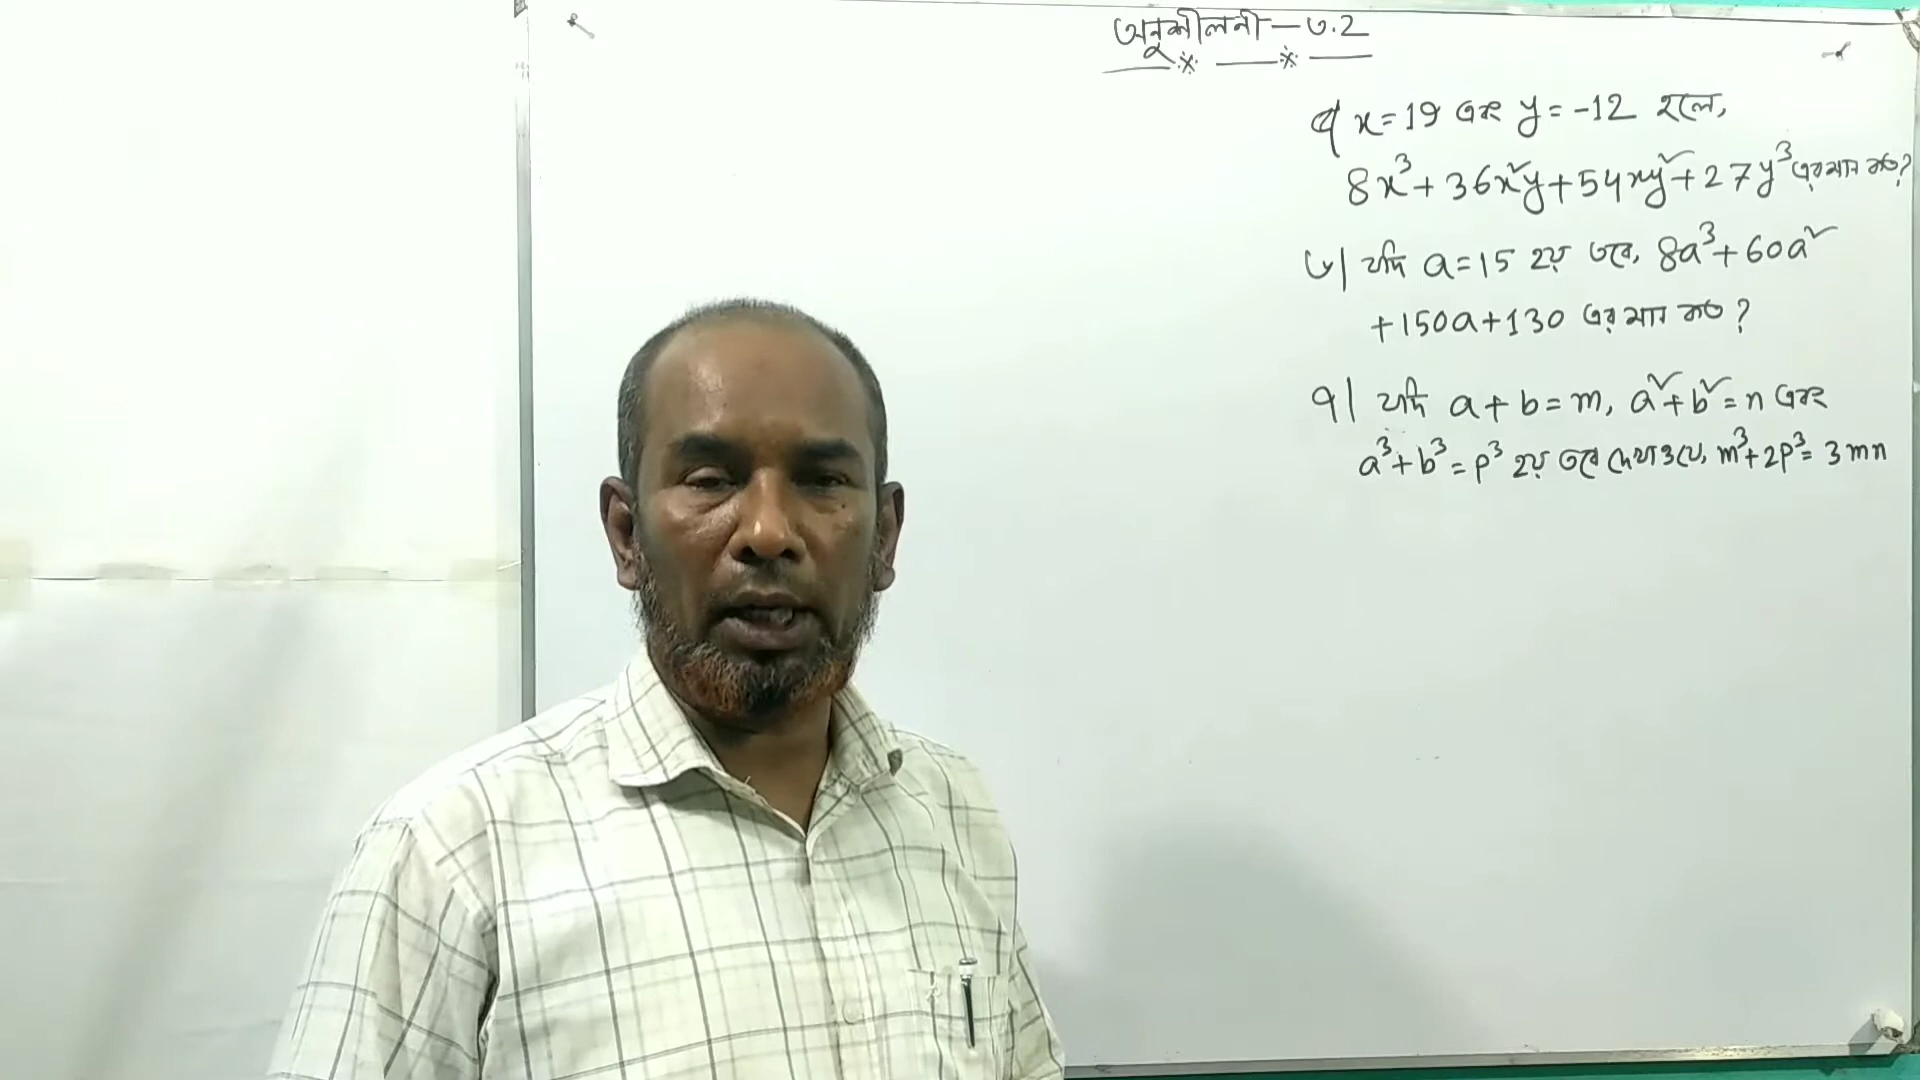 অনুশীলনী — ৩.2
৫| x = 19 এবং y = -12 হলে,
8x³ + 36x²y + 54xy² + 27y³ এর মান কত?
৬| যদি a = 15 হয় তবে, 8a³ + 60a²
+ 150a + 130 এর মান কত ?
৭| যদি a + b = m, a² + b² = n এবং
a³ + b³ = p³ হয় তবে দেখাও যে, m³ + 2p³ = 3mn